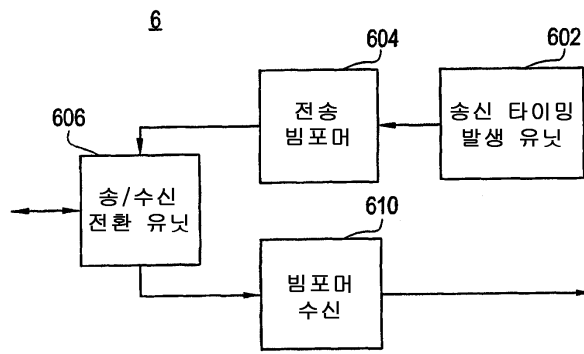 6
604
602
전송
빔포머
송신 타이밍
발생 유닛
606
송/수신
전환 유닛
610
빔포머
수신